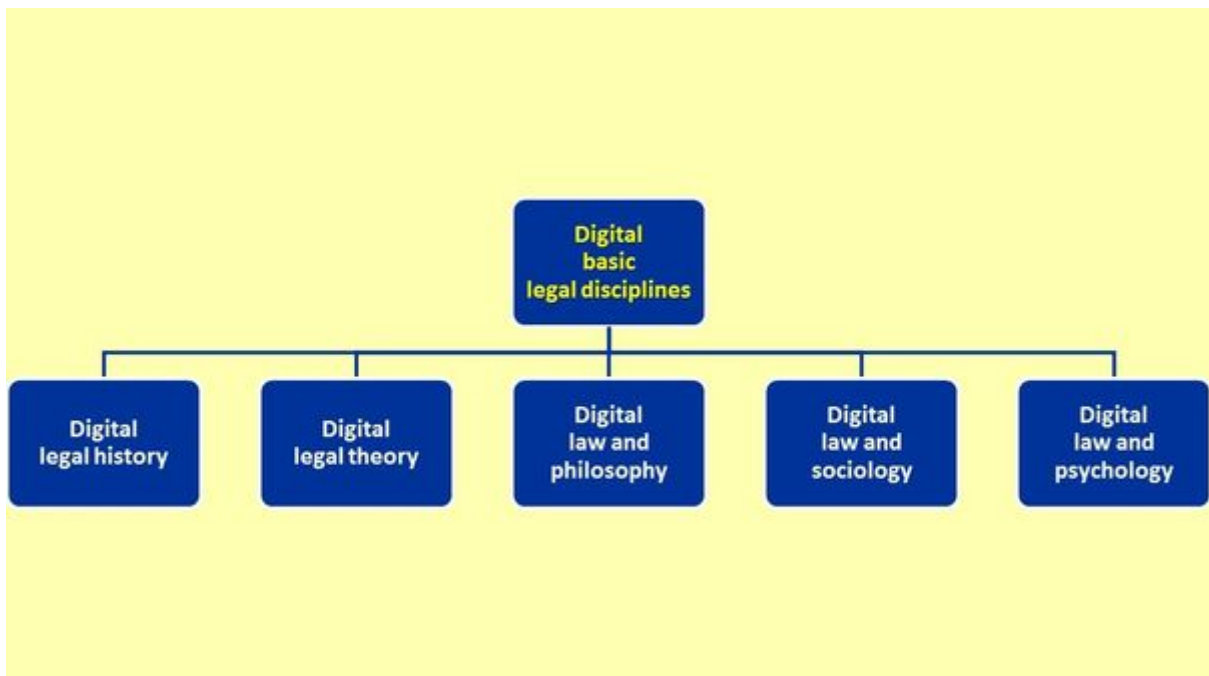 Digital
basic
legal disciplines
Digital
legal history
Digital
legal theory
Digital
law and
philosophy
Digital
law and
sociology
Digital
law and
psychology